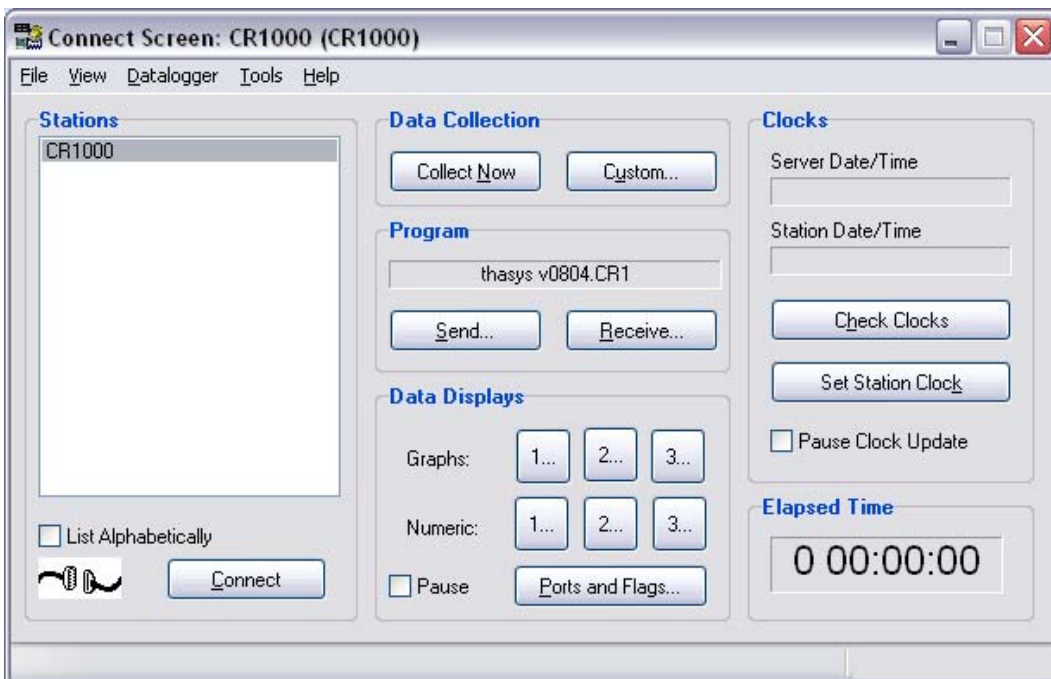 Connect Screen: CR1000 (CR1000)
File View Datalogger Tools Help
Stations
CR1000
List Alphabetically
Connect
Data Collection
Collect Now
Custom...
Program
thasys v0804.CR1
Send...
Receive...
Data Displays
Graphs: 1... 2... 3...
Numeric: 1... 2... 3...
Pause
Ports and Flags...
Clocks
Server Date/Time
Station Date/Time
Check Clocks
Set Station Clock
Pause Clock Update
Elapsed Time
0 00:00:00